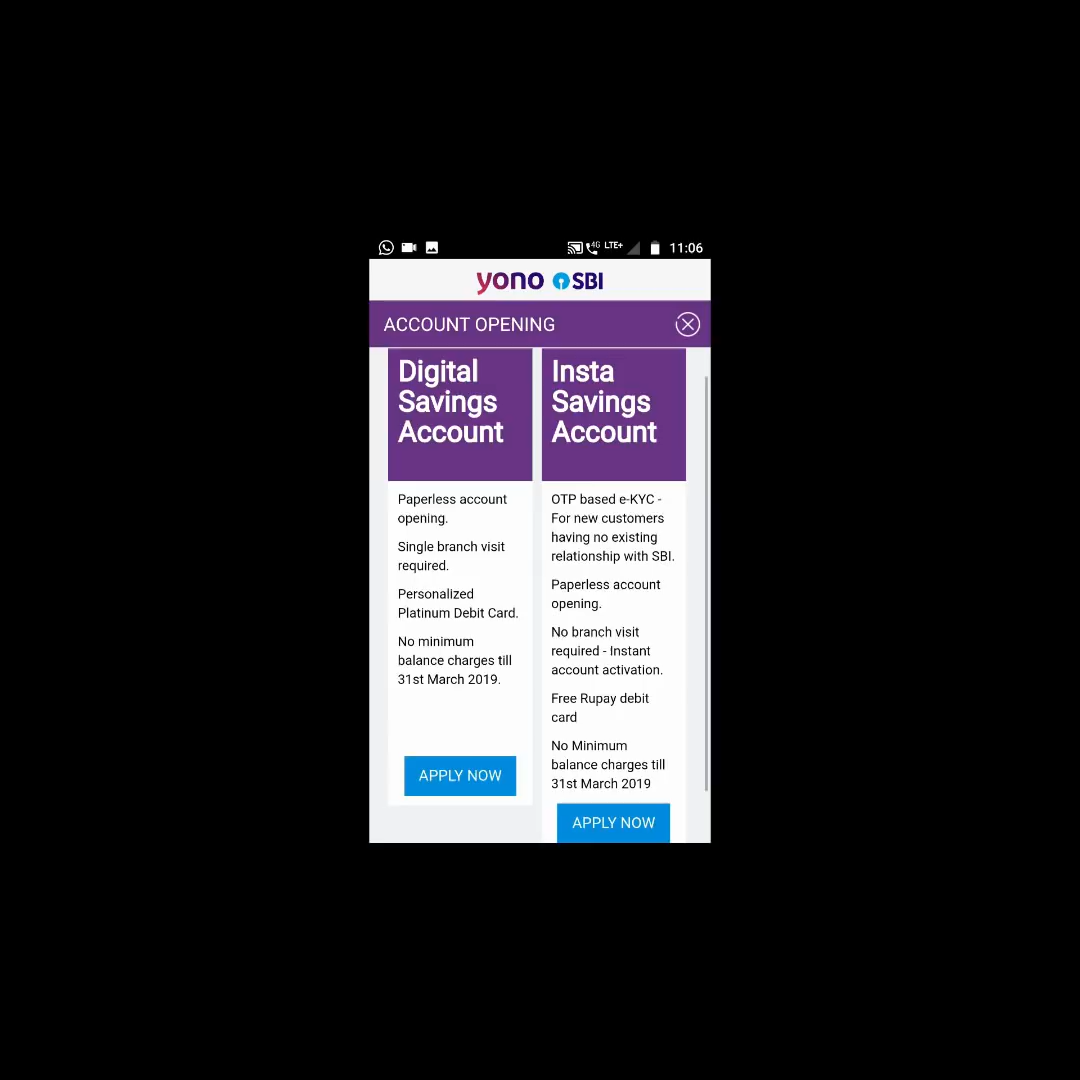 4G LTE+ 11:06
yono SBI
ACCOUNT OPENING
Digital
Savings
Account
Paperless account
opening.
Single branch visit
required.
Personalized
Platinum Debit Card.
No minimum
balance charges till
31st March 2019.
APPLY NOW
Insta
Savings
Account
OTP based e-KYC -
For new customers
having no existing
relationship with SBI.
Paperless account
opening.
No branch visit
required - Instant
account activation.
Free Rupay debit
card
No Minimum
balance charges till
31st March 2019
APPLY NOW